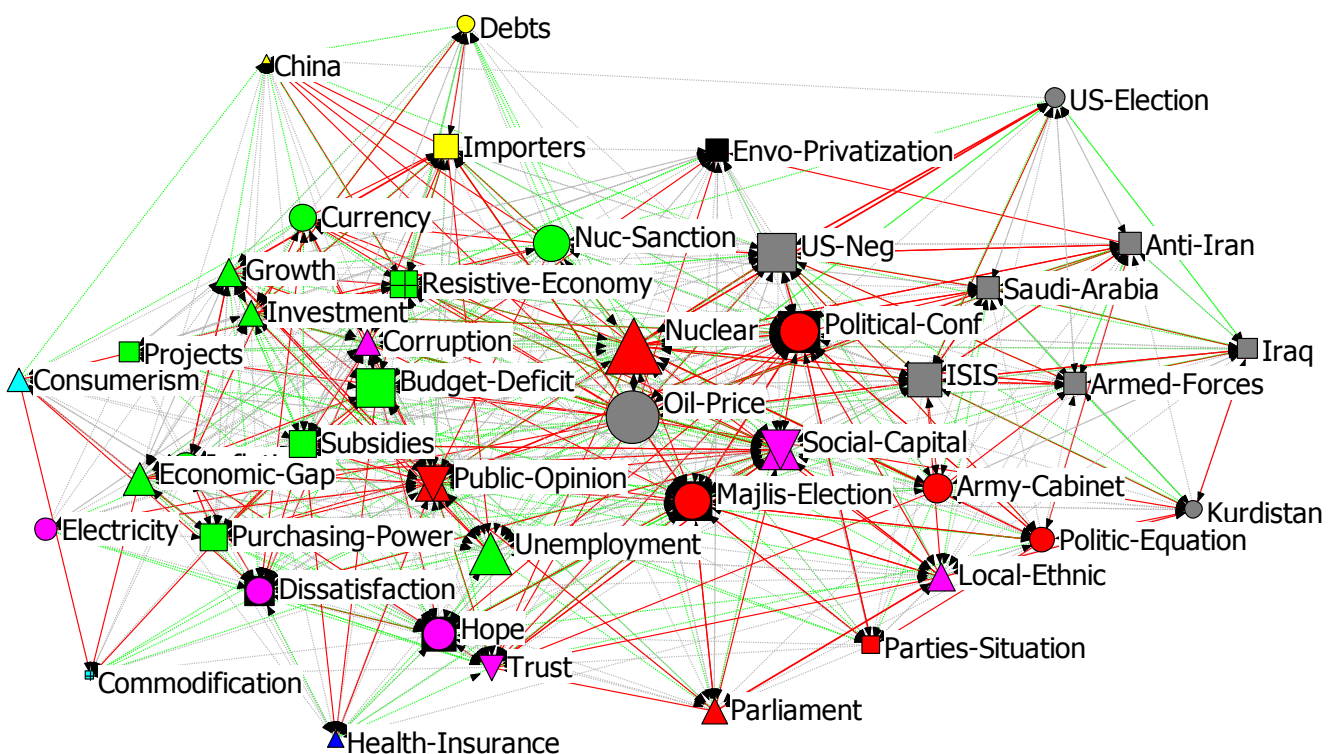 Debts
China
US-Election
Importers
Envo-Privatization
Currency
Nuc-Sanction
US-Neg
Anti-Iran
Growth
Resistive-Economy
Saudi-Arabia
Investment
Nuclear
Political-Conf
Corruption
Projects
Iraq
Consumerism
Budget-Deficit
ISIS
Armed-Forces
Oil-Price
Subsidies
Social-Capital
Economic-Gap
Public-Opinion
Majlis-Election
Army-Cabinet
Kurdistan
Electricity
Purchasing-Power
Unemployment
Politic-Equation
Dissatisfaction
Local-Ethnic
Hope
Parties-Situation
Trust
Commodification
Parliament
Health-Insurance